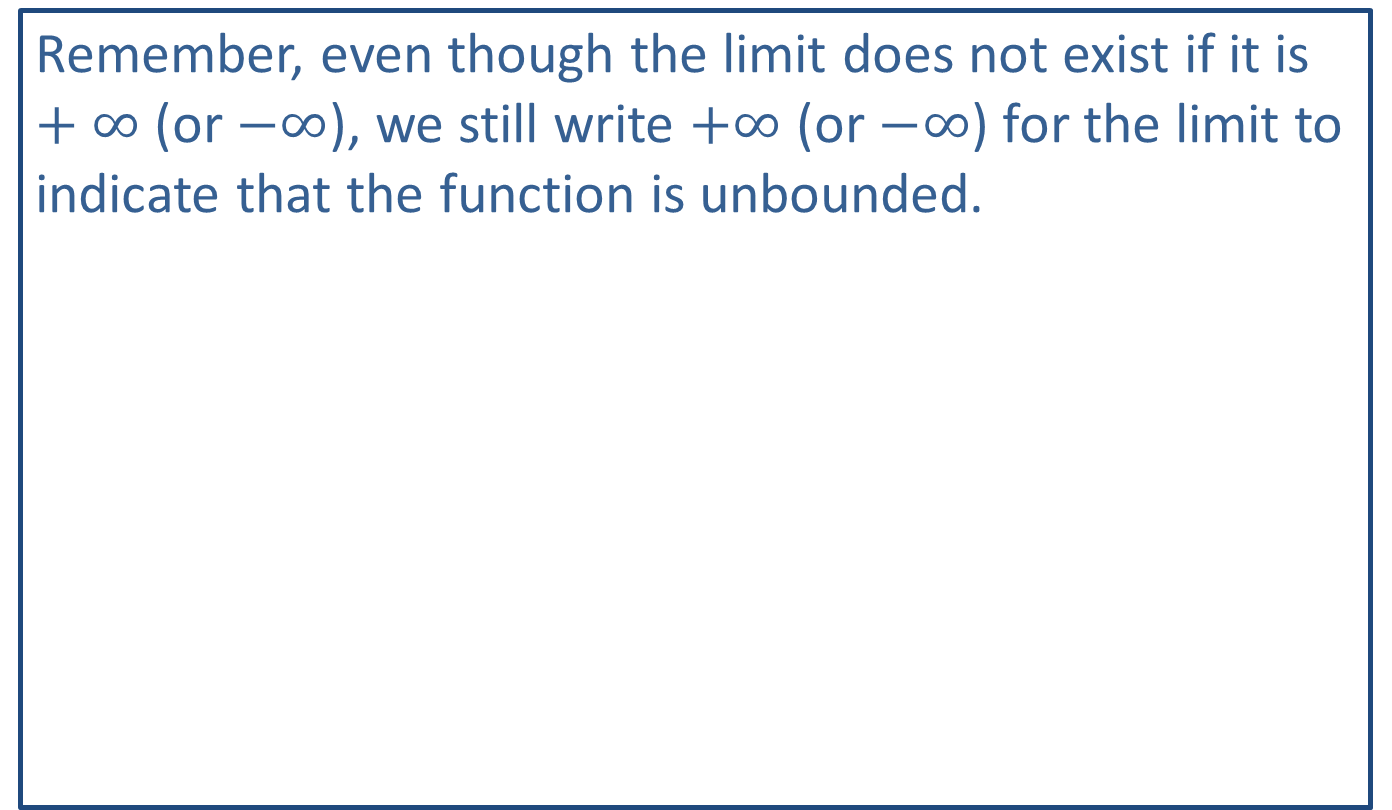 Remember, even though the limit does not exist if it is
+ ∞ (or −∞), we still write +∞ (or −∞) for the limit to
indicate that the function is unbounded.